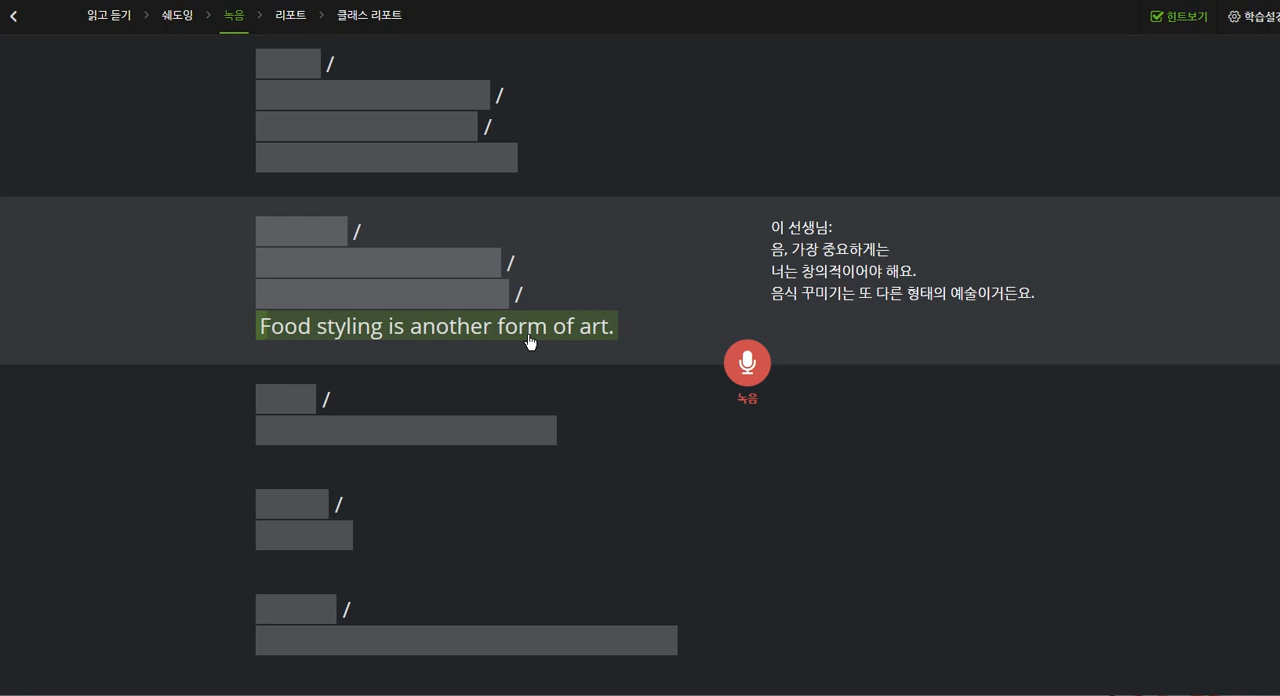 읽고 듣기 > 쉐도잉 > 녹음 > 리포트 > 클래스 리포트
힌트보기
학습설정
/
/
/
/
/
/
Food styling is another form of art.
이 선생님:
음, 가장 중요하게는
너는 창의적이어야 해요.
음식 꾸미기는 또 다른 형태의 예술이거든요.
녹음
/
/
/